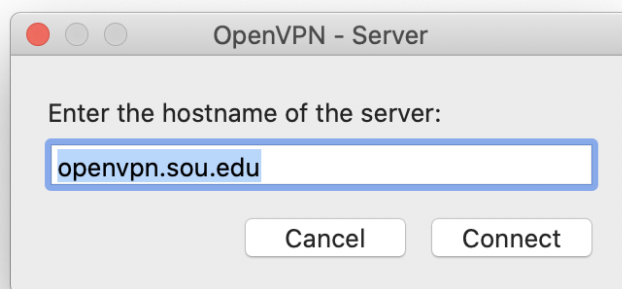 OpenVPN - Server
Enter the hostname of the server:
openvpn.sou.edu
Cancel Connect